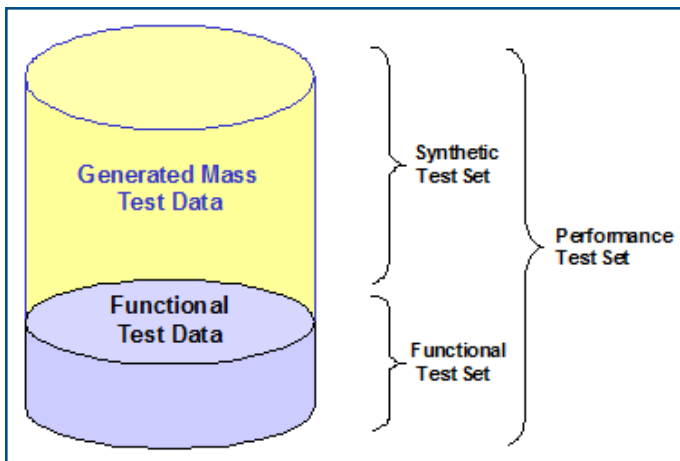 Generated Mass
Test Data
Functional
Test Data
Synthetic
Test Set
Functional
Test Set
Performance
Test Set